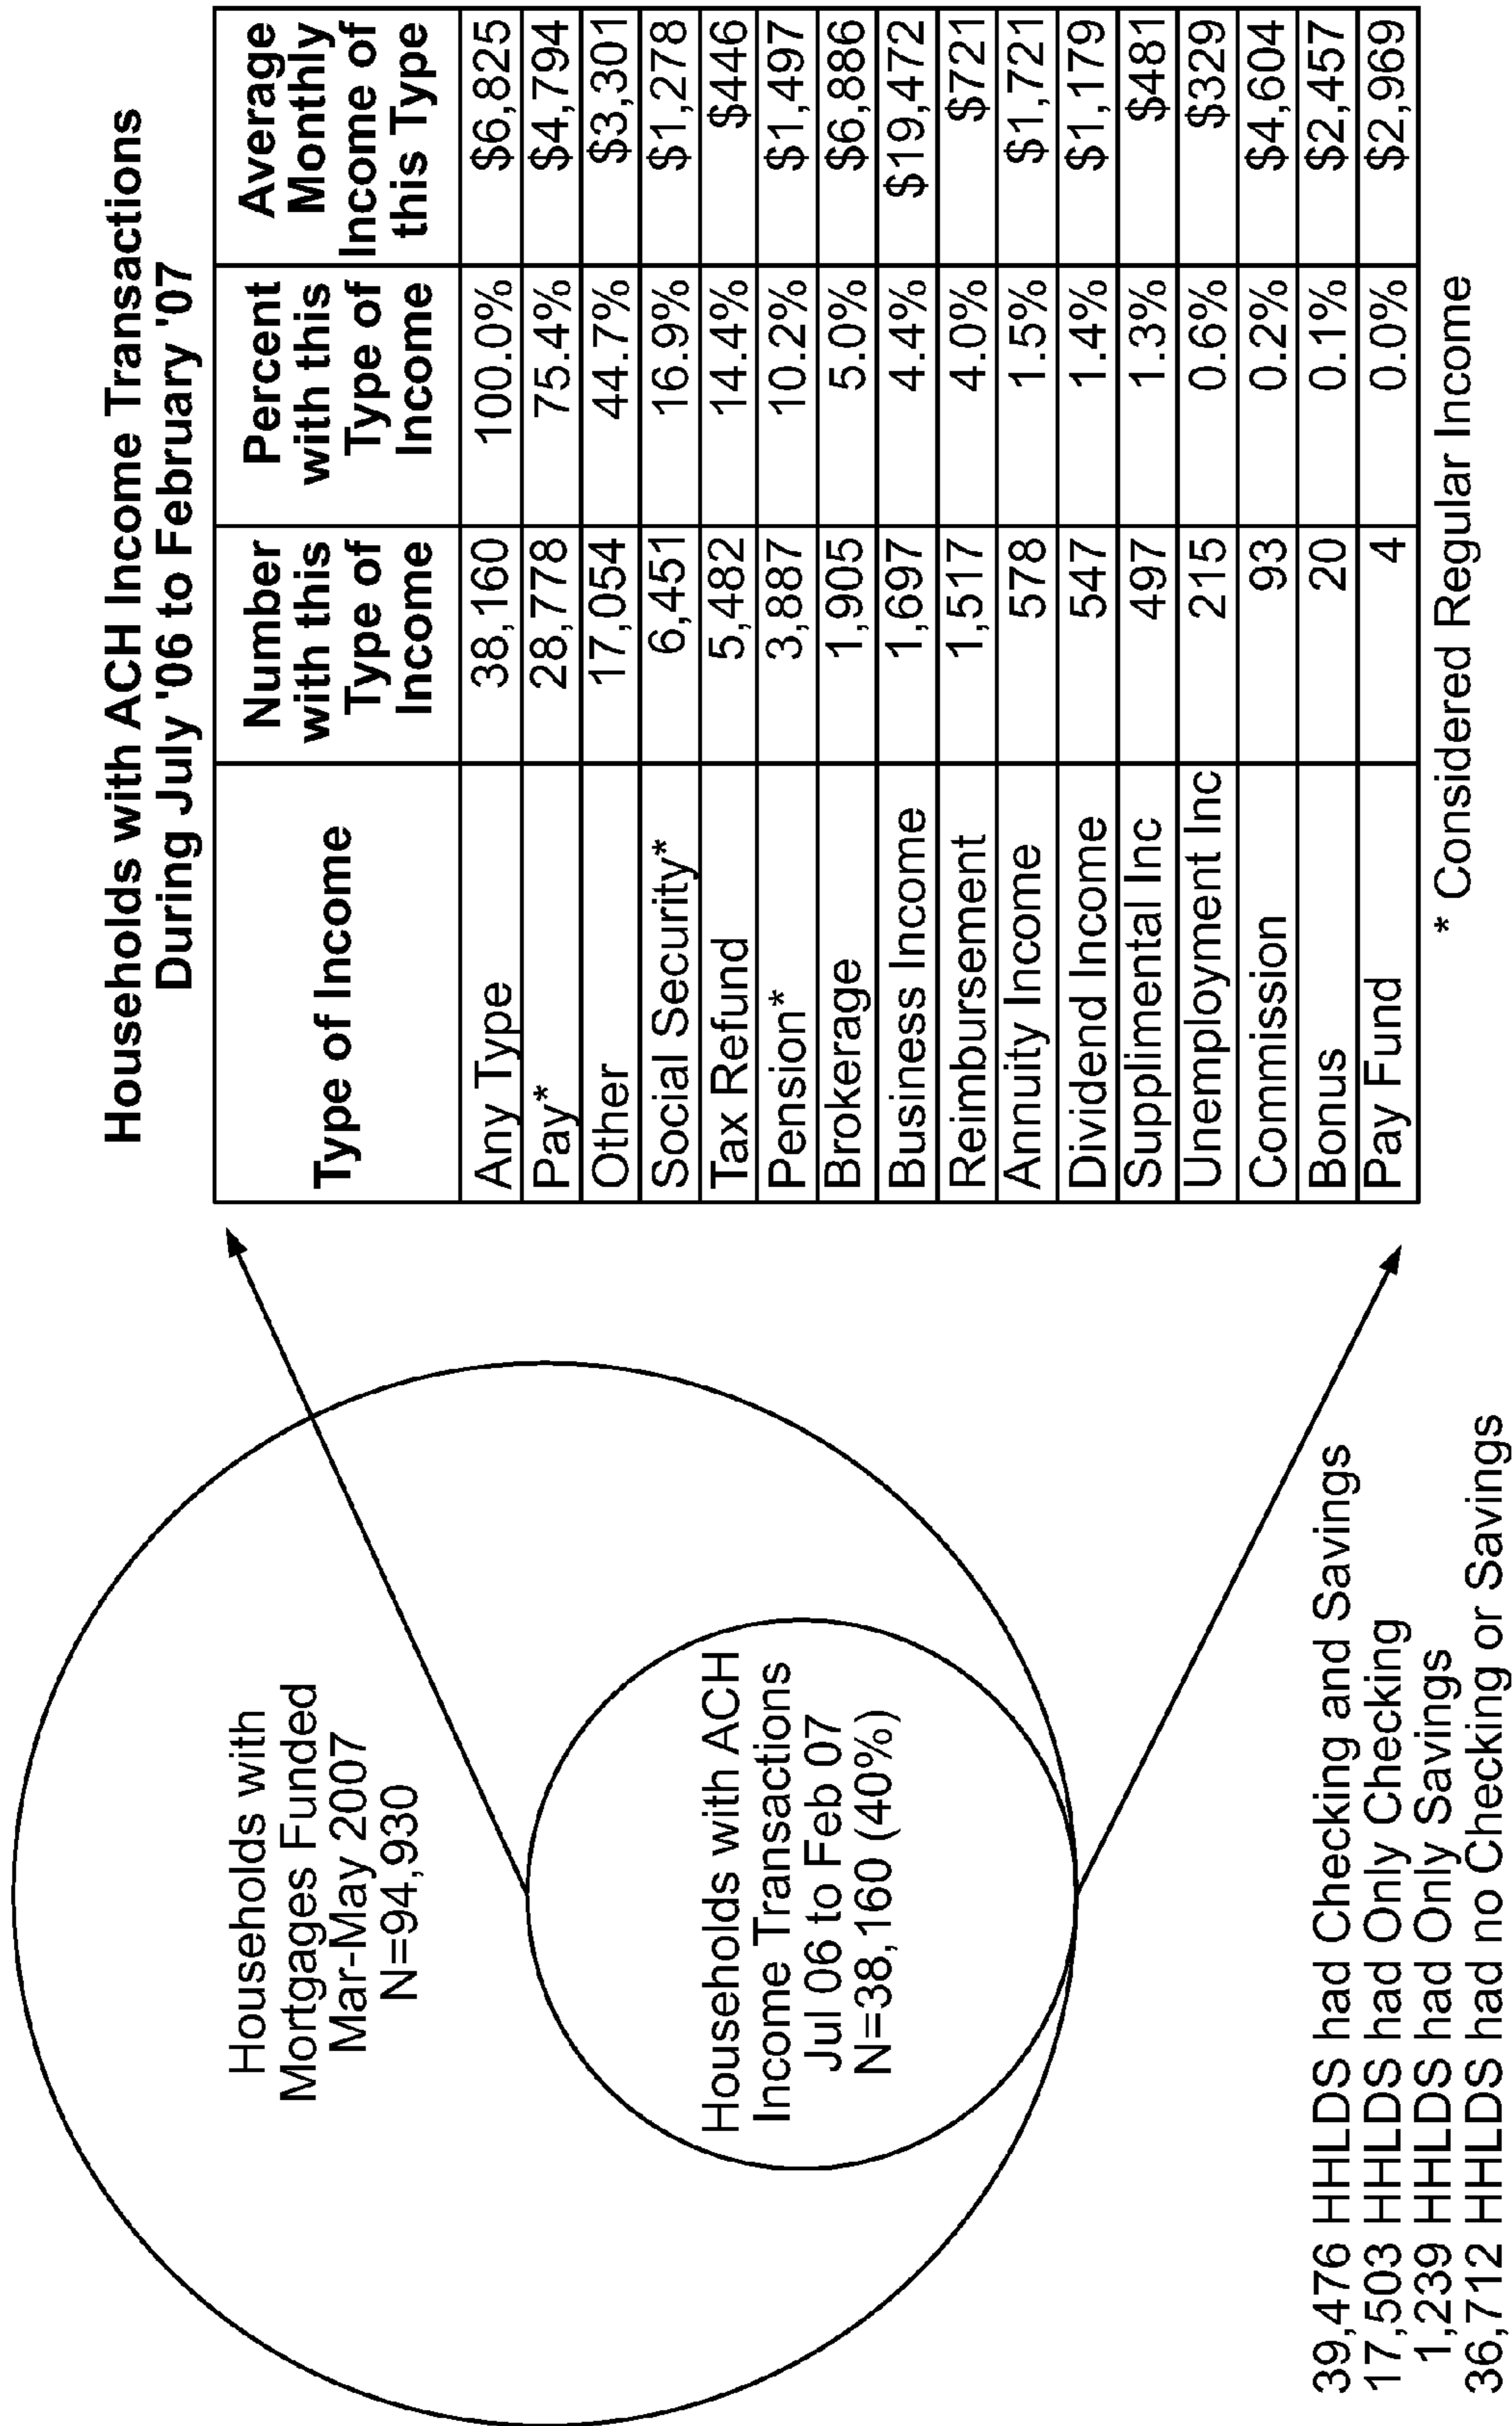 Households with ACH Income Transactions
During July '06 to February '07
Households with
Mortgages Funded
Mar-May 2007
N=94,930
Households with ACH
Income Transactions
Jul 06 to Feb 07
N=38,160 (40%)
39,476 HHLDS had Checking and Savings
17,503 HHLDS had Only Checking
1,239 HHLDS had Only Savings
36,712 HHLDS had no Checking or Savings
Type of Income Number with this Type of Income Percent with this Type of Income Average Monthly Income of this Type
Any Type 38,160 100.0% $6,825
Pay* 28,778 75.4% $4,794
Other 17,054 44.7% $3,301
Social Security* 6,451 16.9% $1,278
Tax Refund 5,482 14.4% $446
Pension* 3,887 10.2% $1,497
Brokerage 1,905 5.0% $6,886
Business Income 1,697 4.4% $19,472
Reimbursement 1,517 4.0% $721
Annuity Income 578 1.5% $1,721
Dividend Income 547 1.4% $1,179
Supplimental Inc 497 1.3% $481
Unemployment Inc 215 0.6% $329
Commission 93 0.2% $4,604
Bonus 20 0.1% $2,457
Pay Fund 4 0.0% $2,969
* Considered Regular Income